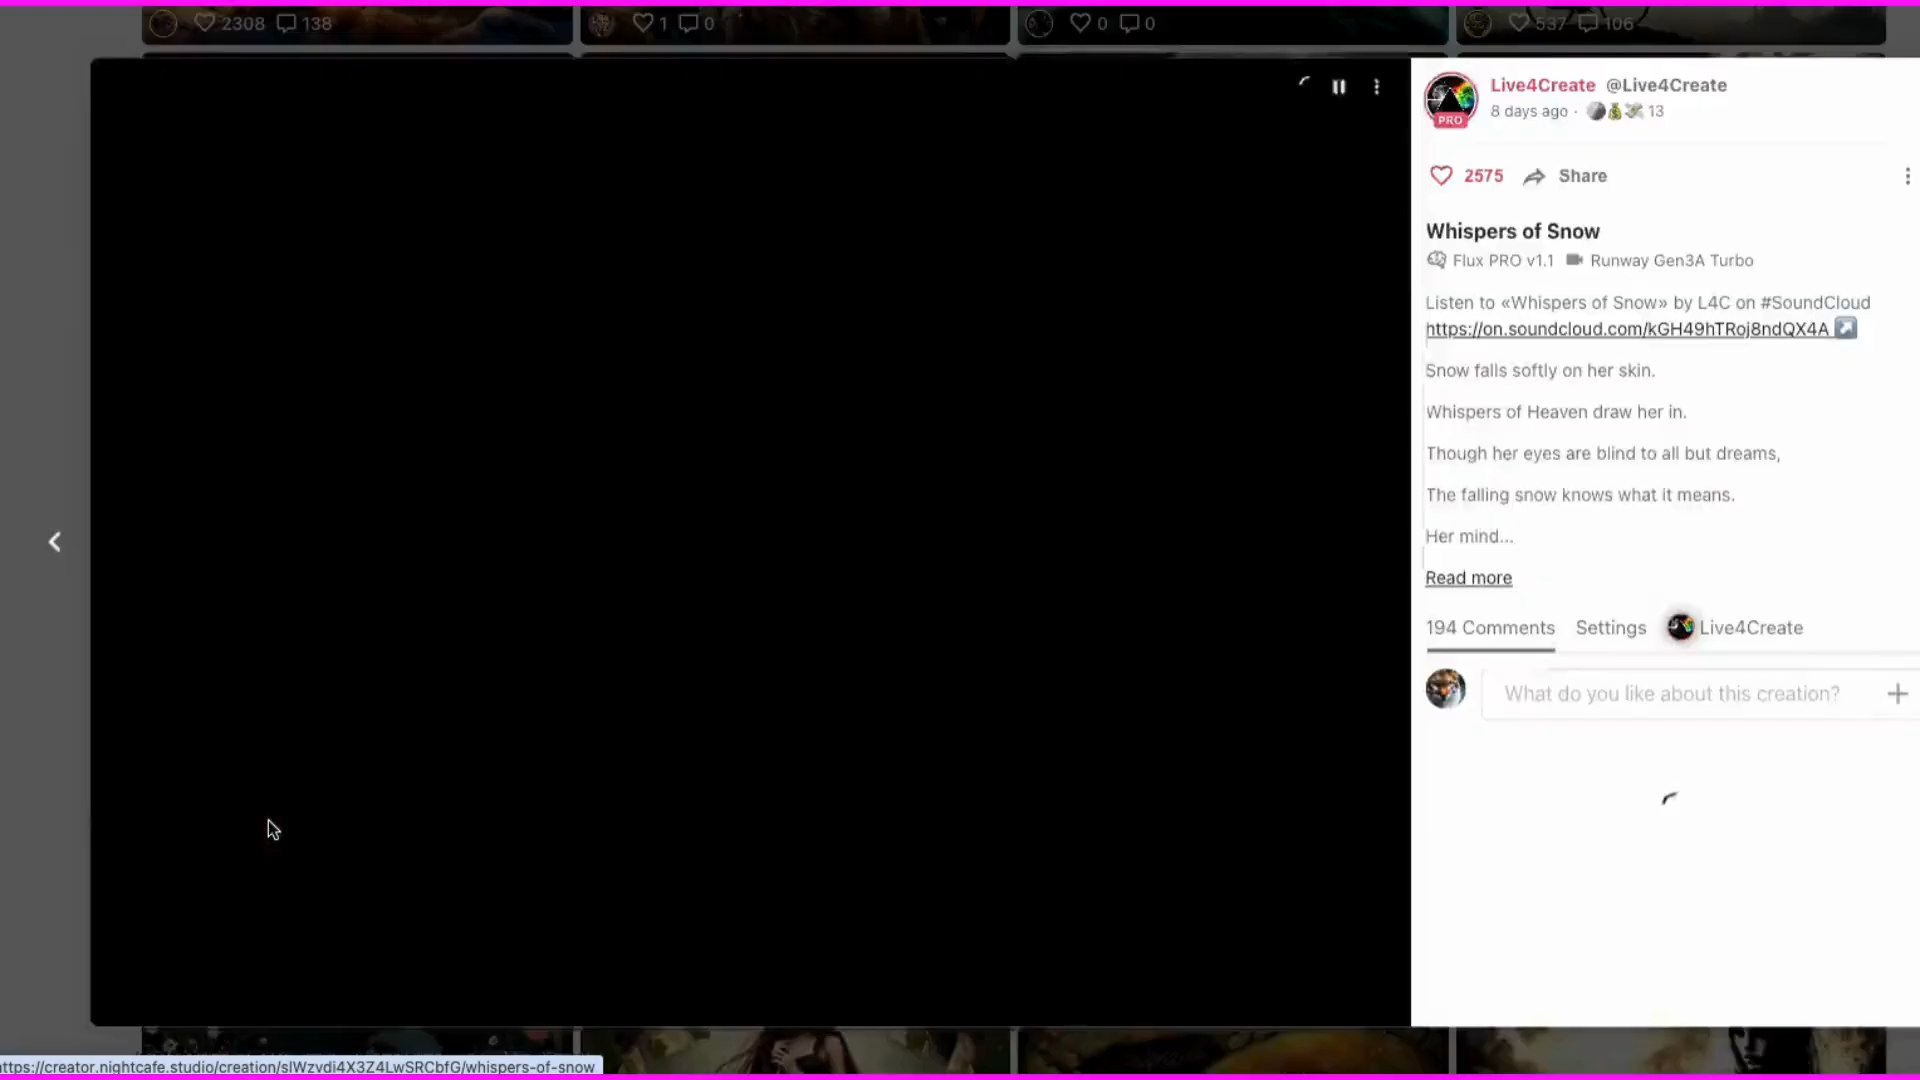 2308 138
1 0
0 0
537 106
Live4Create @Live4Create
PRO
8 days ago · 13
2575 Share
Whispers of Snow
Flux PRO v1.1 Runway Gen3A Turbo
Listen to «Whispers of Snow» by L4C on #SoundCloud
https://on.soundcloud.com/kGH49hTRoj8ndQX4A
Snow falls softly on her skin.
Whispers of Heaven draw her in.
Though her eyes are blind to all but dreams,
The falling snow knows what it means.
Her mind...
Read more
194 Comments Settings Live4Create
What do you like about this creation?
https://creator.nightcafe.studio/creation/slWzvdi4X3Z4LwSRCbfG/whispers-of-snow